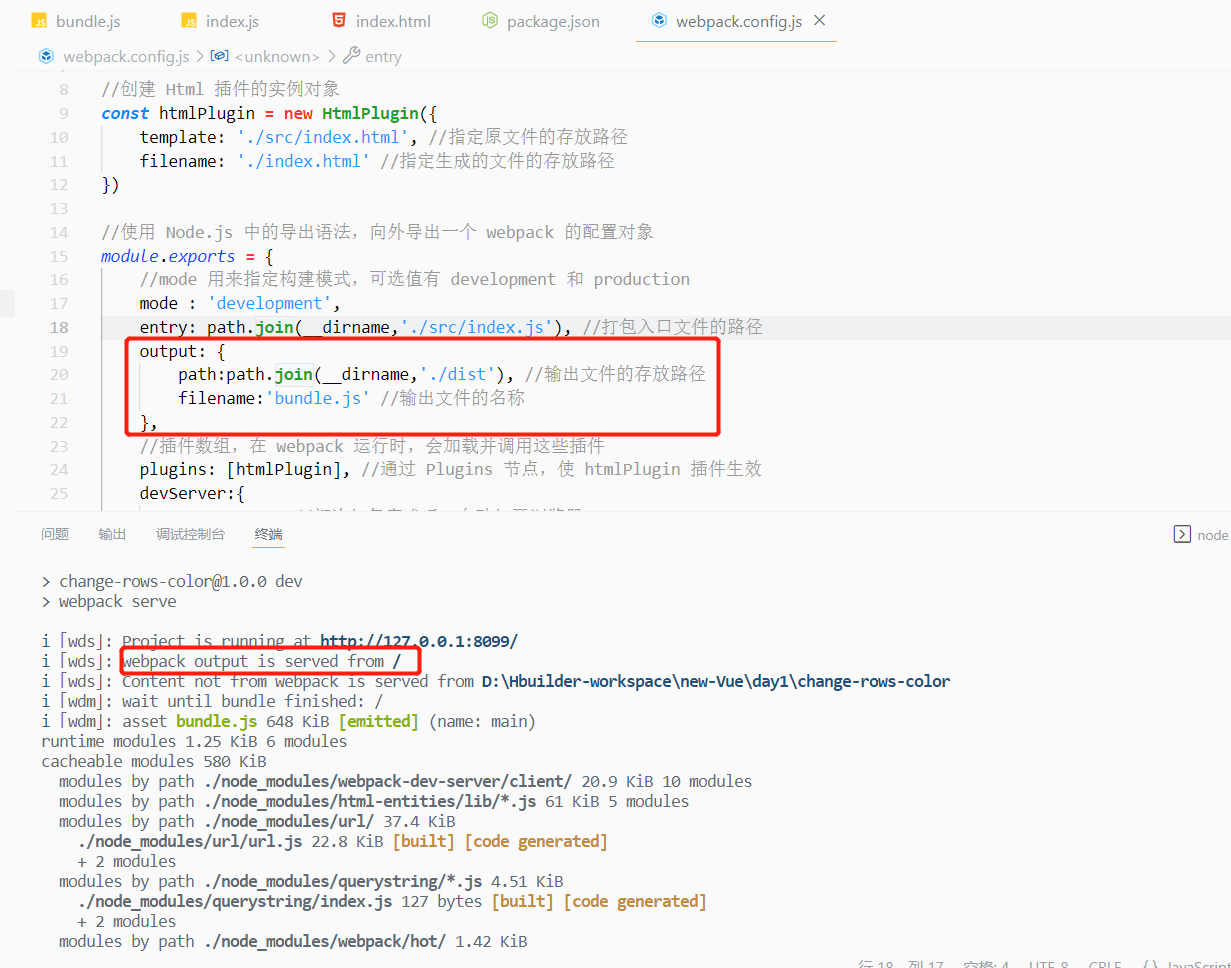 bundle.js index.js index.html package.json webpack.config.js
webpack.config.js > <unknown> > entry
8 //创建 Html 插件的实例对象
9 const htmlPlugin = new HtmlPlugin({
10 template: './src/index.html', //指定原文件的存放路径
11 filename: './index.html' //指定生成的文件的存放路径
12 })
13
14 //使用 Node.js 中的导出语法，向外导出一个 webpack 的配置对象
15 module.exports = {
16 //mode 用来指定构建模式，可选值有 development 和 production
17 mode : 'development',
18 entry: path.join(__dirname,'./src/index.js'), //打包入口文件的路径
19 output: {
20 path:path.join(__dirname,'./dist'), //输出文件的存放路径
21 filename:'bundle.js' //输出文件的名称
22 },
23 //插件数组，在 webpack 运行时，会加载并调用这些插件
24 plugins: [htmlPlugin], //通过 Plugins 节点，使 htmlPlugin 插件生效
25 devServer:{
问题 输出 调试控制台 终端 node
> change-rows-color@1.0.0 dev
> webpack serve
i ｢wds｣: Project is running at http://127.0.0.1:8099/
i ｢wds｣: webpack output is served from /
i ｢wds｣: Content not from webpack is served from D:\Hbuilder-workspace\new-Vue\day1\change-rows-color
i ｢wdm｣: wait until bundle finished: /
i ｢wdm｣: asset bundle.js 648 KiB [emitted] (name: main)
runtime modules 1.25 KiB 6 modules
cacheable modules 580 KiB
modules by path ./node_modules/webpack-dev-server/client/ 20.9 KiB 10 modules
modules by path ./node_modules/html-entities/lib/*.js 61 KiB 5 modules
modules by path ./node_modules/url/ 37.4 KiB
./node_modules/url/url.js 22.8 KiB [built] [code generated]
+ 2 modules
modules by path ./node_modules/querystring/*.js 4.51 KiB
./node_modules/querystring/index.js 127 bytes [built] [code generated]
+ 2 modules
modules by path ./node_modules/webpack/hot/ 1.42 KiB
行 18，列 17 空格: 4 UTF-8 CRLF {} JavaScript